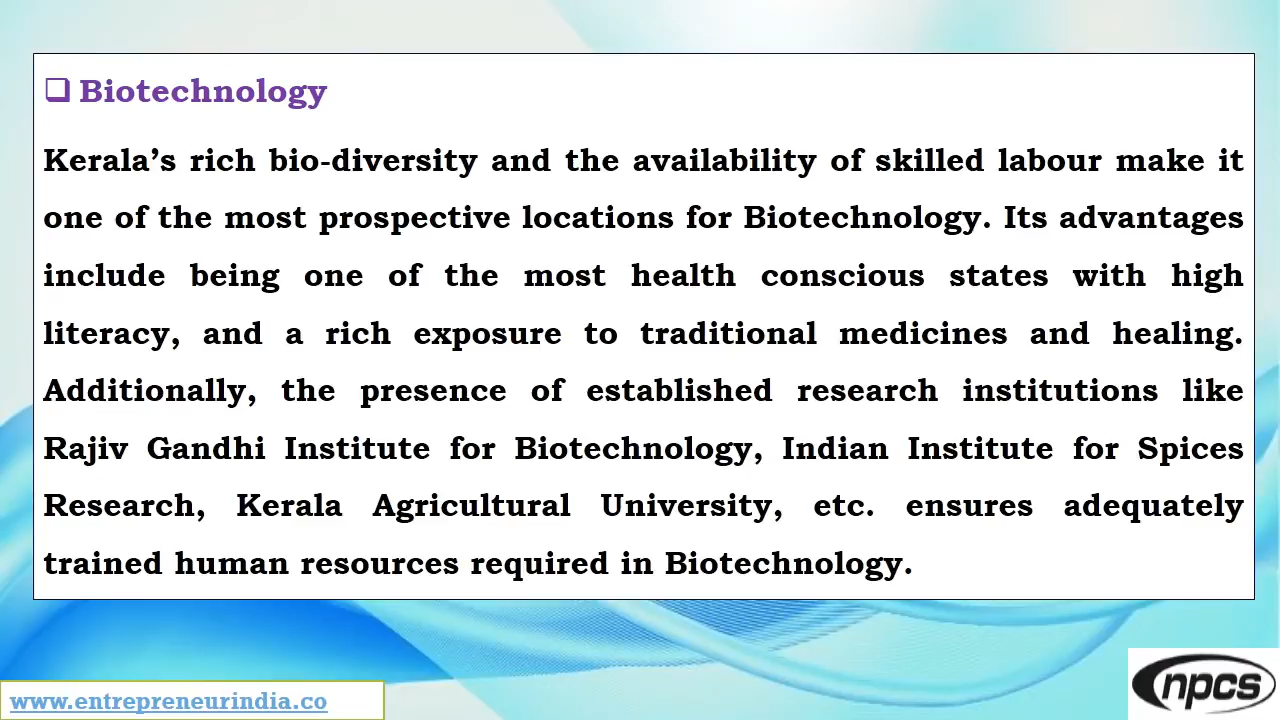 ❑ Biotechnology
Kerala’s rich bio-diversity and the availability of skilled labour make it
one of the most prospective locations for Biotechnology. Its advantages
include being one of the most health conscious states with high
literacy, and a rich exposure to traditional medicines and healing.
Additionally, the presence of established research institutions like
Rajiv Gandhi Institute for Biotechnology, Indian Institute for Spices
Research, Kerala Agricultural University, etc. ensures adequately
trained human resources required in Biotechnology.
www.entrepreneurindia.co
npcs